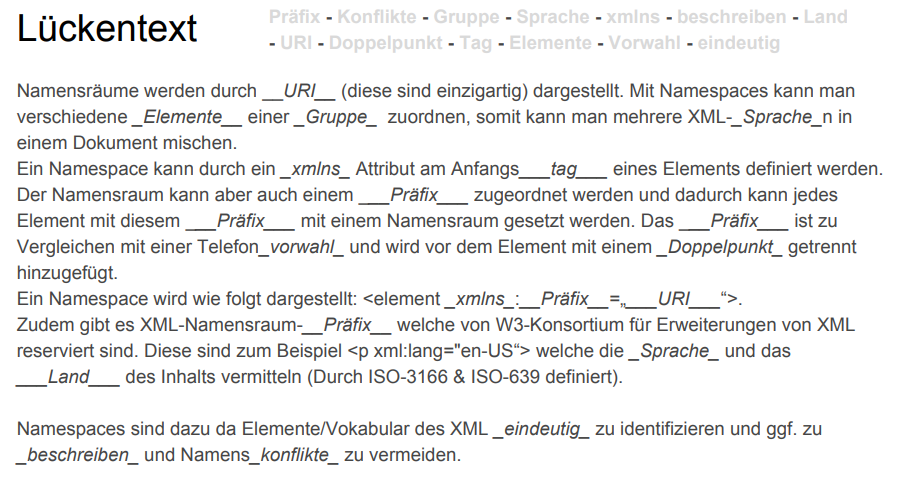 Lückentext
Präfix - Konflikte - Gruppe - Sprache - xmlns - beschreiben - Land
- URI - Doppelpunkt - Tag - Elemente - Vorwahl - eindeutig
Namensräume werden durch __URI__ (diese sind einzigartig) dargestellt. Mit Namespaces kann man
verschiedene _Elemente__ einer _Gruppe_ zuordnen, somit kann man mehrere XML-_Sprache_n in
einem Dokument mischen.
Ein Namespace kann durch ein _xmlns_ Attribut am Anfangs___tag___ eines Elements definiert werden.
Der Namensraum kann aber auch einem ___Präfix___ zugeordnet werden und dadurch kann jedes
Element mit diesem ___Präfix___ mit einem Namensraum gesetzt werden. Das ___Präfix___ ist zu
Vergleichen mit einer Telefon_vorwahl_ und wird vor dem Element mit einem _Doppelpunkt_ getrennt
hinzugefügt.
Ein Namespace wird wie folgt dargestellt: <element _xmlns_:__Präfix__=„___URI___“>.
Zudem gibt es XML-Namensraum-__Präfix__ welche von W3-Konsortium für Erweiterungen von XML
reserviert sind. Diese sind zum Beispiel <p xml:lang="en-US“> welche die _Sprache_ und das
___Land___ des Inhalts vermitteln (Durch ISO-3166 & ISO-639 definiert).
Namespaces sind dazu da Elemente/Vokabular des XML _eindeutig_ zu identifizieren und ggf. zu
_beschreiben_ und Namens_konflikte_ zu vermeiden.